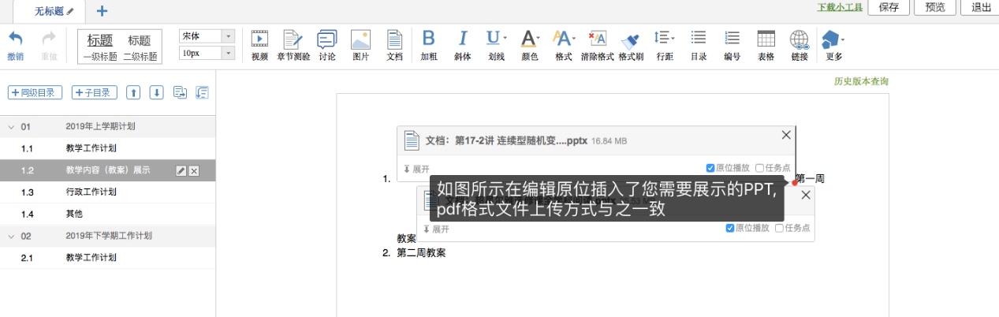 无标题
下载小工具
保存
预览
退出
撤销
重做
标题
一级标题
标题
二级标题
宋体
10px
视频
章节测验
讨论
图片
文档
B
加粗
I
斜体
U
划线
A
颜色
AA
格式
清除格式
格式刷
行距
目录
编号
表格
链接
更多
历史版本查询
+同级目录
+子目录
01 2019年上学期计划
1.1 教学工作计划
1.2 教学内容（教案）展示
1.3 行政工作计划
1.4 其他
02 2019年下学期工作计划
2.1 教学工作计划
文档：第17-2讲 连续型随机变....pptx 16.84 MB
展开
原位播放 任务点
1. 第一周
如图所示在编辑原位插入了您需要展示的PPT,
pdf格式文件上传方式与之一致
展开
原位播放 任务点
教案
2. 第二周教案